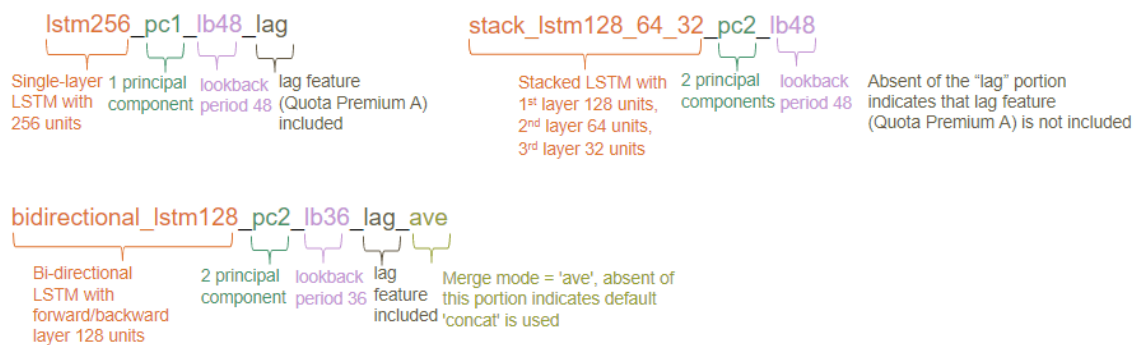 lstm256_pc1_lb48_lag
Single-layer
LSTM with
256 units
1 principal
component
lookback
period 48
lag feature
(Quota Premium A)
included
stack_lstm128_64_32_pc2_lb48
Stacked LSTM with
1st layer 128 units,
2nd layer 64 units,
3rd layer 32 units
2 principal
components
lookback
period 48
Absent of the “lag” portion
indicates that lag feature
(Quota Premium A) is not included
bidirectional_lstm128_pc2_lb36_lag_ave
Bi-directional
LSTM with
forward/backward
layer 128 units
2 principal
component
lookback
period 36
lag
feature
included
Merge mode = 'ave', absent of
this portion indicates default
'concat' is used